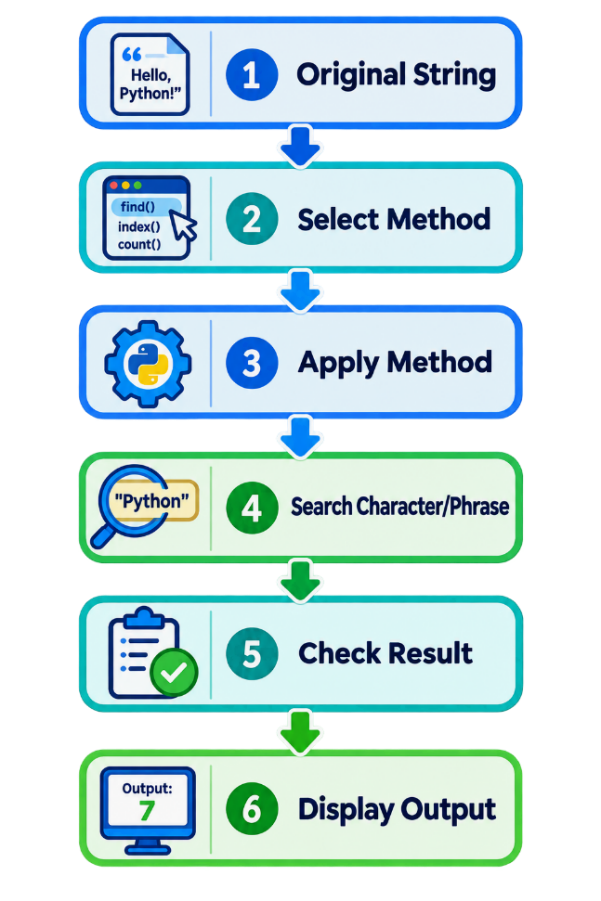 “Hello,
Python!”
1 Original String
find()
index()
count()
2 Select Method
3 Apply Method
"Python"
4 Search Character/Phrase
5 Check Result
Output:
7
6 Display Output